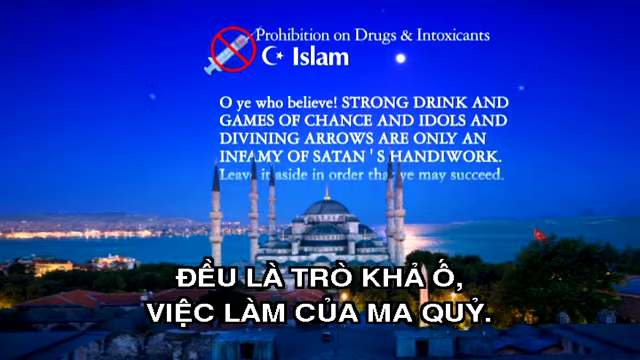 Prohibition on Drugs & Intoxicants
Islam
O ye who believe! STRONG DRINK AND
GAMES OF CHANCE AND IDOLS AND
DIVINING ARROWS ARE ONLY AN
INFAMY OF SATAN'S HANDIWORK.
Leave it aside in order that ye may succeed.
ĐỀU LÀ TRÒ KHẢ Ố,
VIỆC LÀM CỦA MA QUỶ.